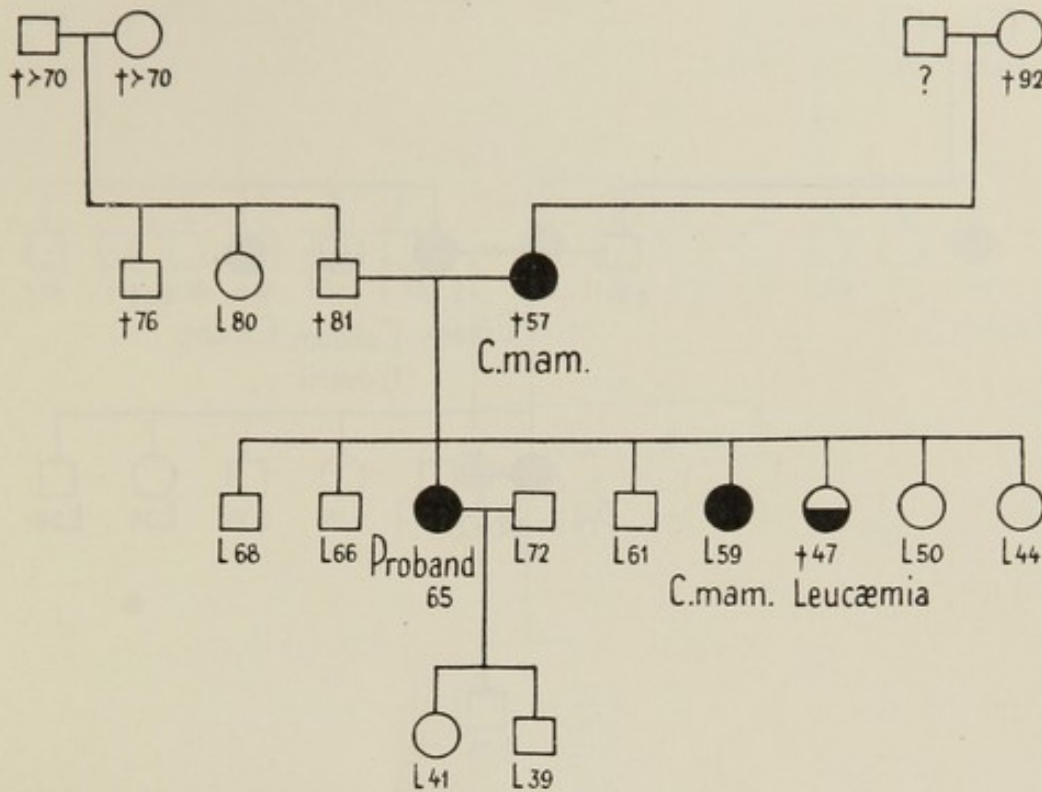 †>70 †>70 ? †92
†76 L80 †81 †57
C.mam.
L68 L66 Proband L72 L61 L59 †47 L50 L44
65 C.mam. Leucæmia
L41 L39